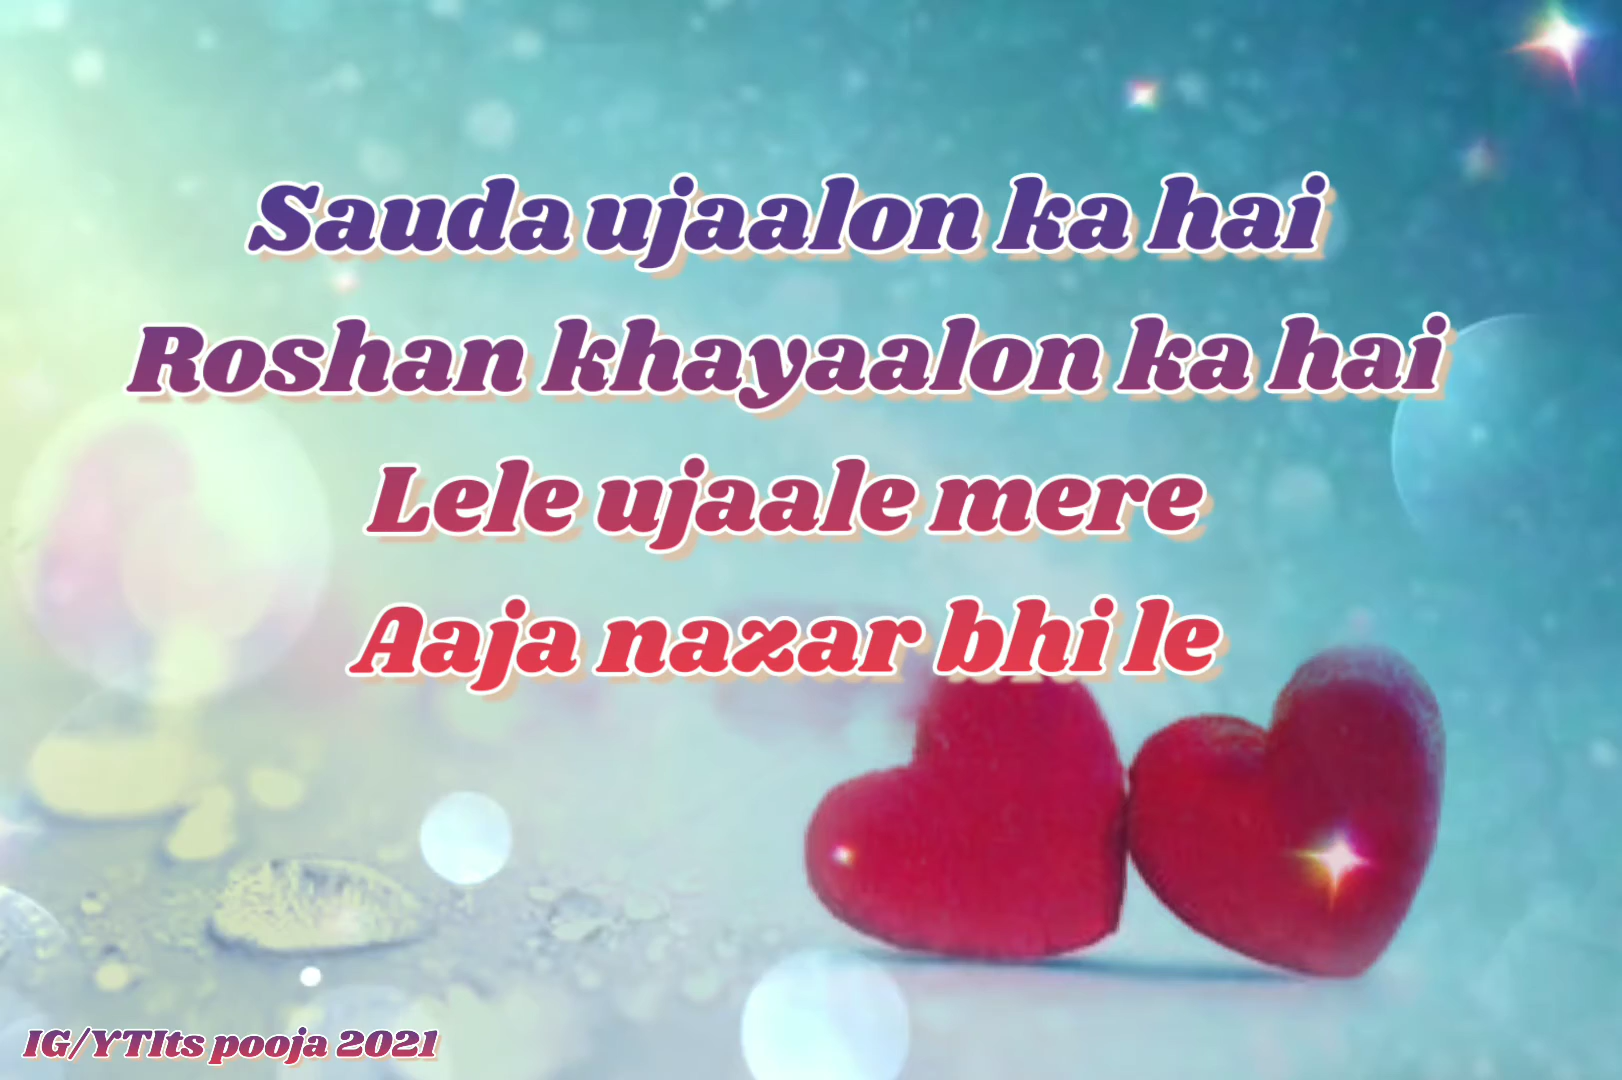 Sauda ujaalon ka hai
Roshan khayaalon ka hai
Lele ujaale mere
Aaja nazar bhi le
IG/YTIts pooja 2021